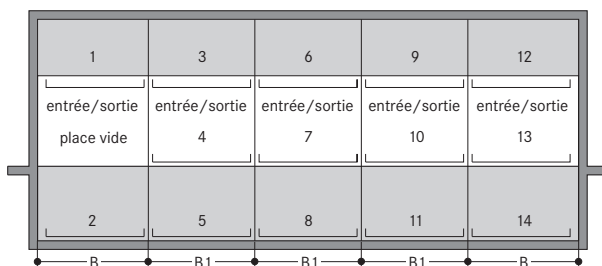 1 3 6 9 12
entrée/sortie entrée/sortie entrée/sortie entrée/sortie entrée/sortie
place vide 4 7 10 13
2 5 8 11 14
B B1 B1 B1 B